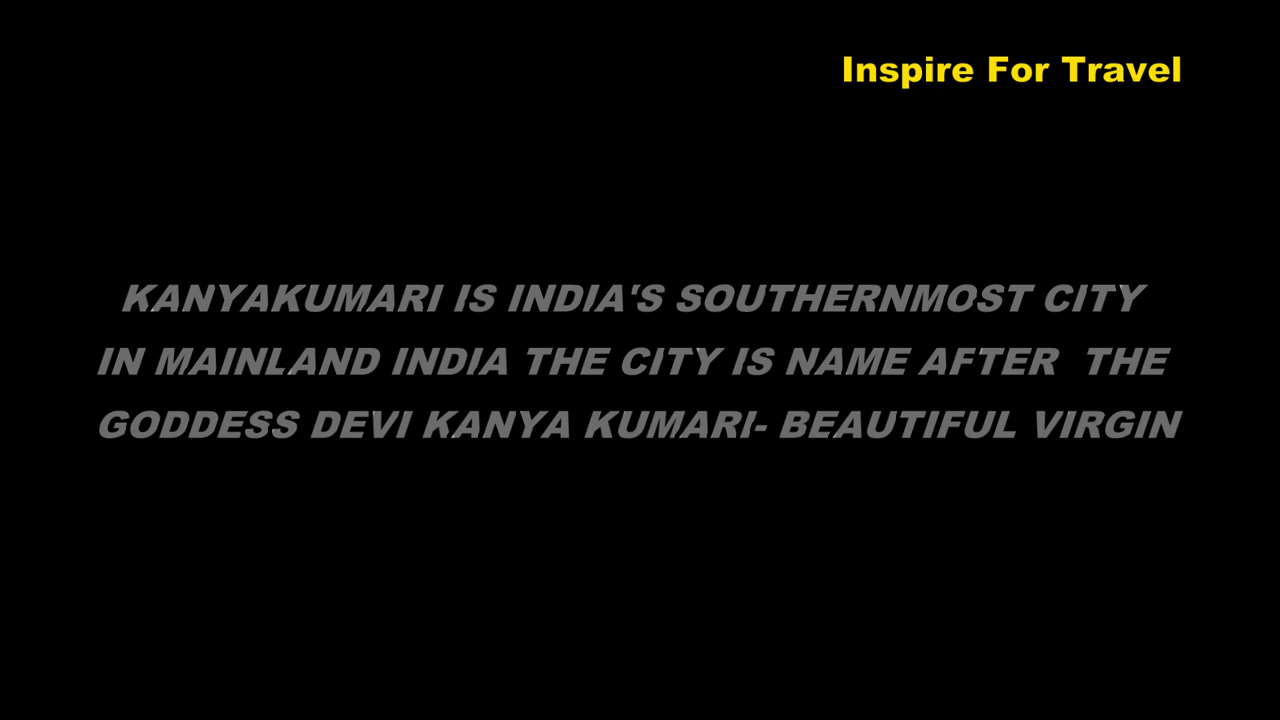 Inspire For Travel
KANYAKUMARI IS INDIA'S SOUTHERNMOST CITY
IN MAINLAND INDIA THE CITY IS NAME AFTER  THE
GODDESS DEVI KANYA KUMARI- BEAUTIFUL VIRGIN